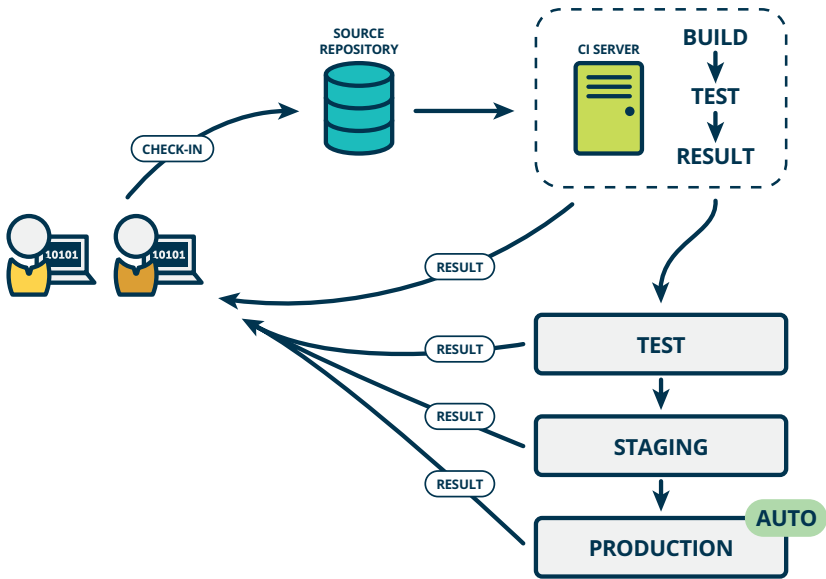 SOURCE
REPOSITORY
CI SERVER
BUILD
TEST
RESULT
CHECK-IN
10101
10101
RESULT
RESULT
RESULT
RESULT
TEST
STAGING
PRODUCTION
AUTO